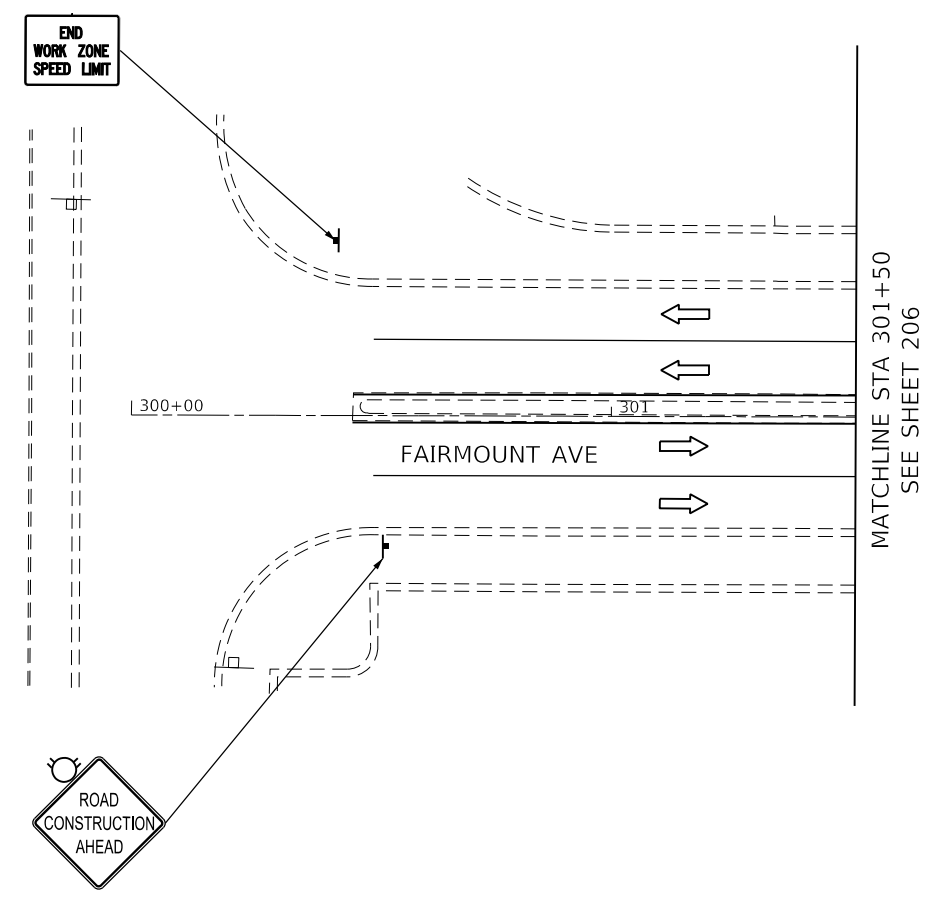 END
WORK ZONE
SPEED LIMIT
300+00
301
FAIRMOUNT AVE
MATCHLINE STA 301+50
SEE SHEET 206
ROAD
CONSTRUCTION
AHEAD